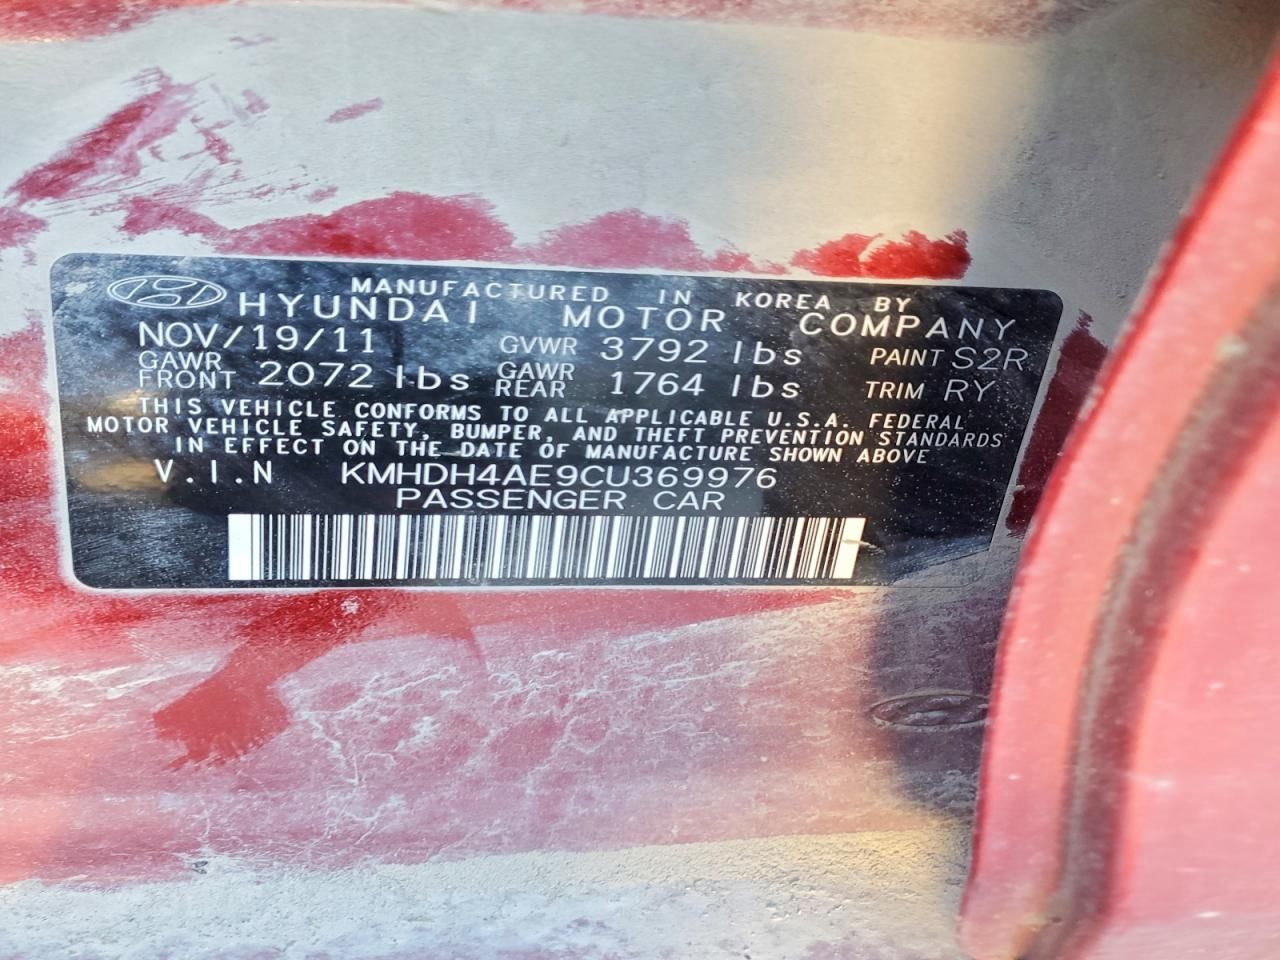 MANUFACTURED IN KOREA BY
HYUNDAI MOTOR COMPANY
NOV/19/11 GVWR 3792 lbs PAINT S2R
GAWR FRONT 2072 lbs GAWR REAR 1764 lbs TRIM RY
THIS VEHICLE CONFORMS TO ALL APPLICABLE U.S.A. FEDERAL
MOTOR VEHICLE SAFETY, BUMPER, AND THEFT PREVENTION STANDARDS
IN EFFECT ON THE DATE OF MANUFACTURE SHOWN ABOVE
V.I.N KMHDH4AE9CU369976
PASSENGER CAR